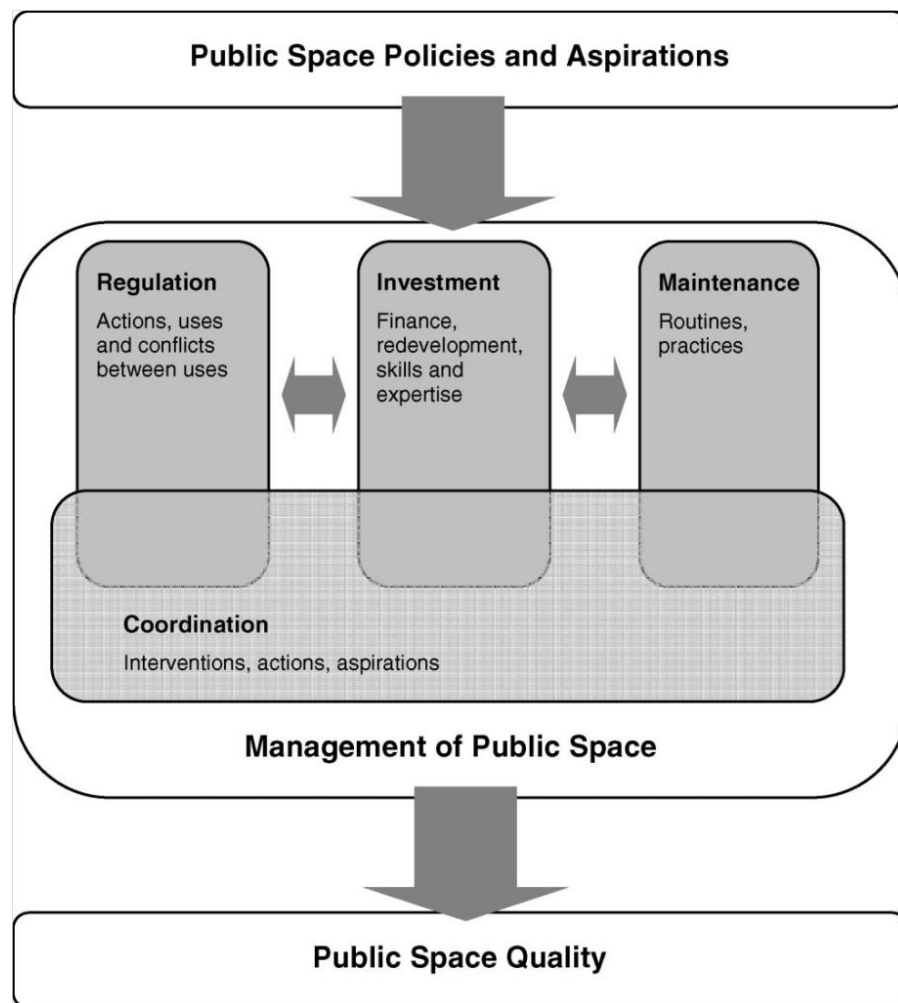 Public Space Policies and Aspirations
Regulation
Actions, uses
and conflicts
between uses
Investment
Finance,
redevelopment,
skills and
expertise
Maintenance
Routines,
practices
Coordination
Interventions, actions, aspirations
Management of Public Space
Public Space Quality